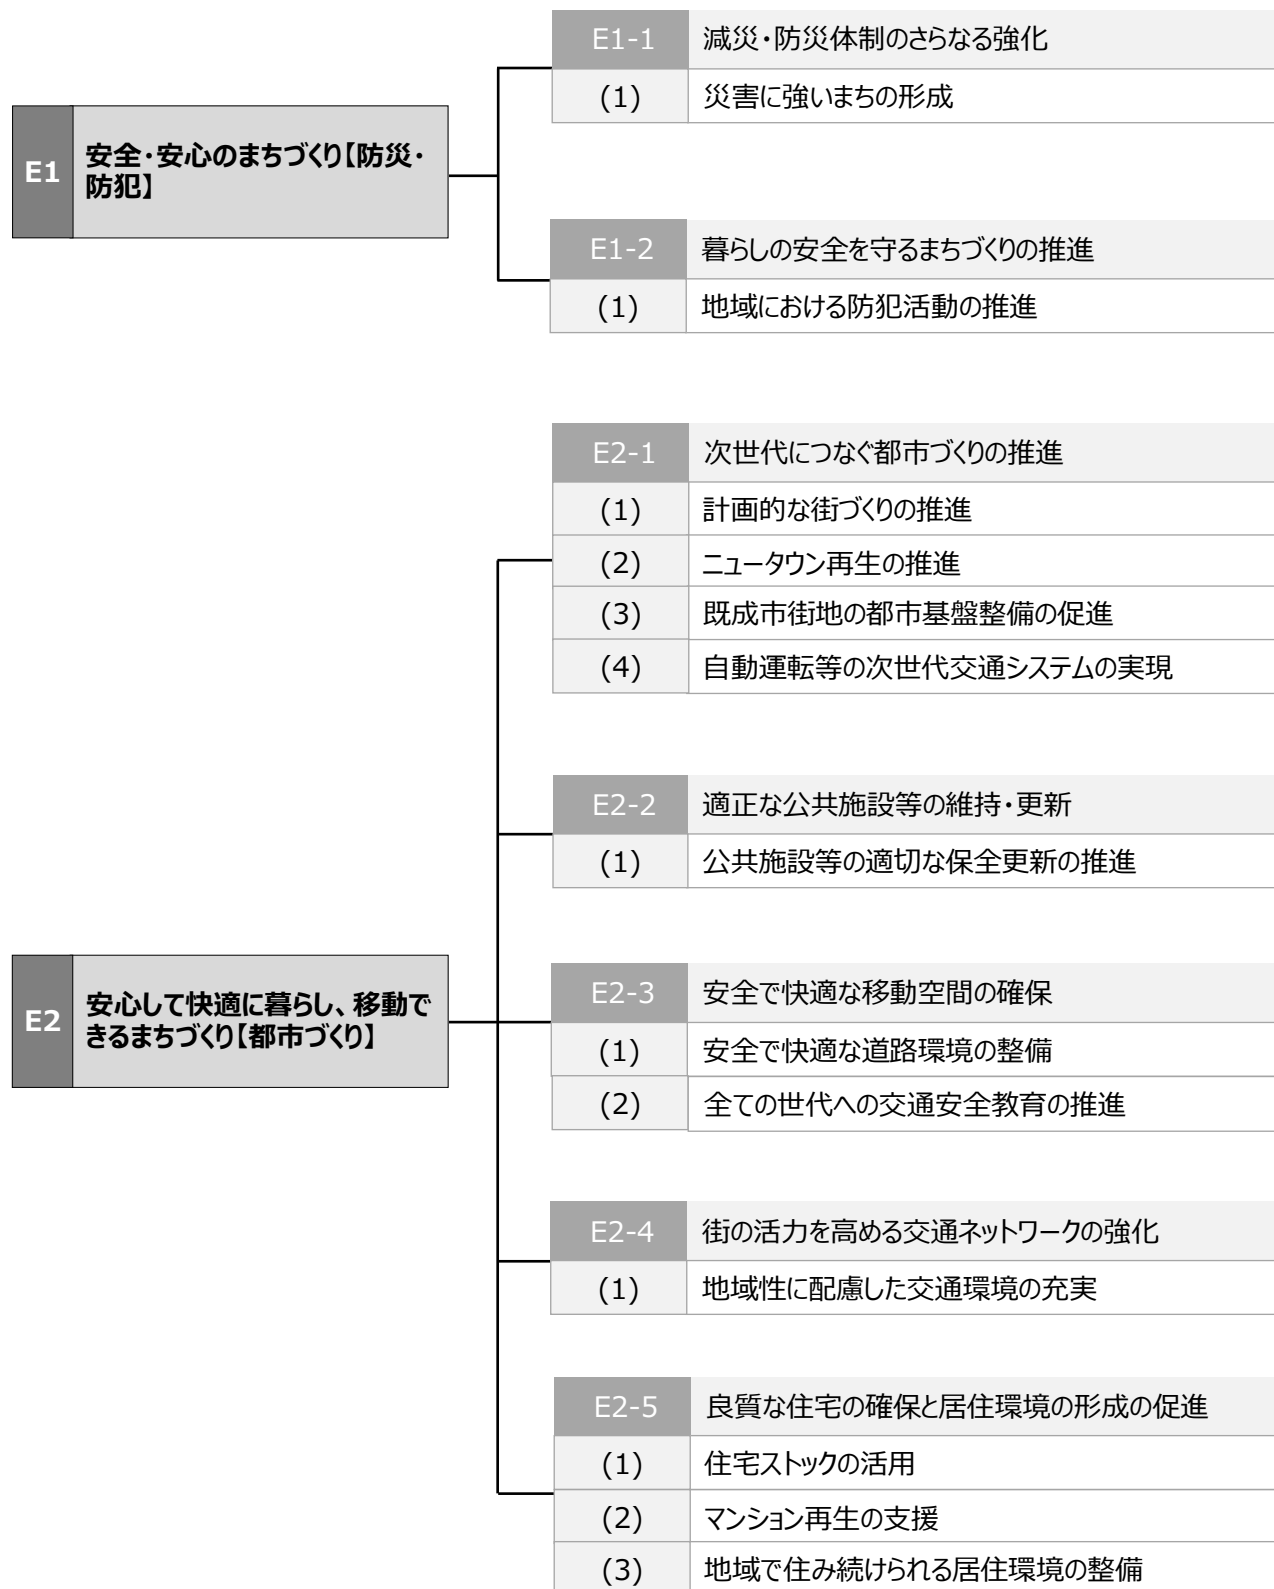 E1-1 減災・防災体制のさらなる強化
(1) 災害に強いまちの形成
E1 安全・安心のまちづくり【防災・
防犯】
E1-2 暮らしの安全を守るまちづくりの推進
(1) 地域における防犯活動の推進
E2-1 次世代につなぐ都市づくりの推進
(1) 計画的な街づくりの推進
(2) ニュータウン再生の推進
(3) 既成市街地の都市基盤整備の促進
(4) 自動運転等の次世代交通システムの実現
E2-2 適正な公共施設等の維持・更新
(1) 公共施設等の適切な保全更新の推進
E2 安心して快適に暮らし、移動で
きるまちづくり【都市づくり】
E2-3 安全で快適な移動空間の確保
(1) 安全で快適な道路環境の整備
(2) 全ての世代への交通安全教育の推進
E2-4 街の活力を高める交通ネットワークの強化
(1) 地域性に配慮した交通環境の充実
E2-5 良質な住宅の確保と居住環境の形成の促進
(1) 住宅ストックの活用
(2) マンション再生の支援
(3) 地域で住み続けられる居住環境の整備